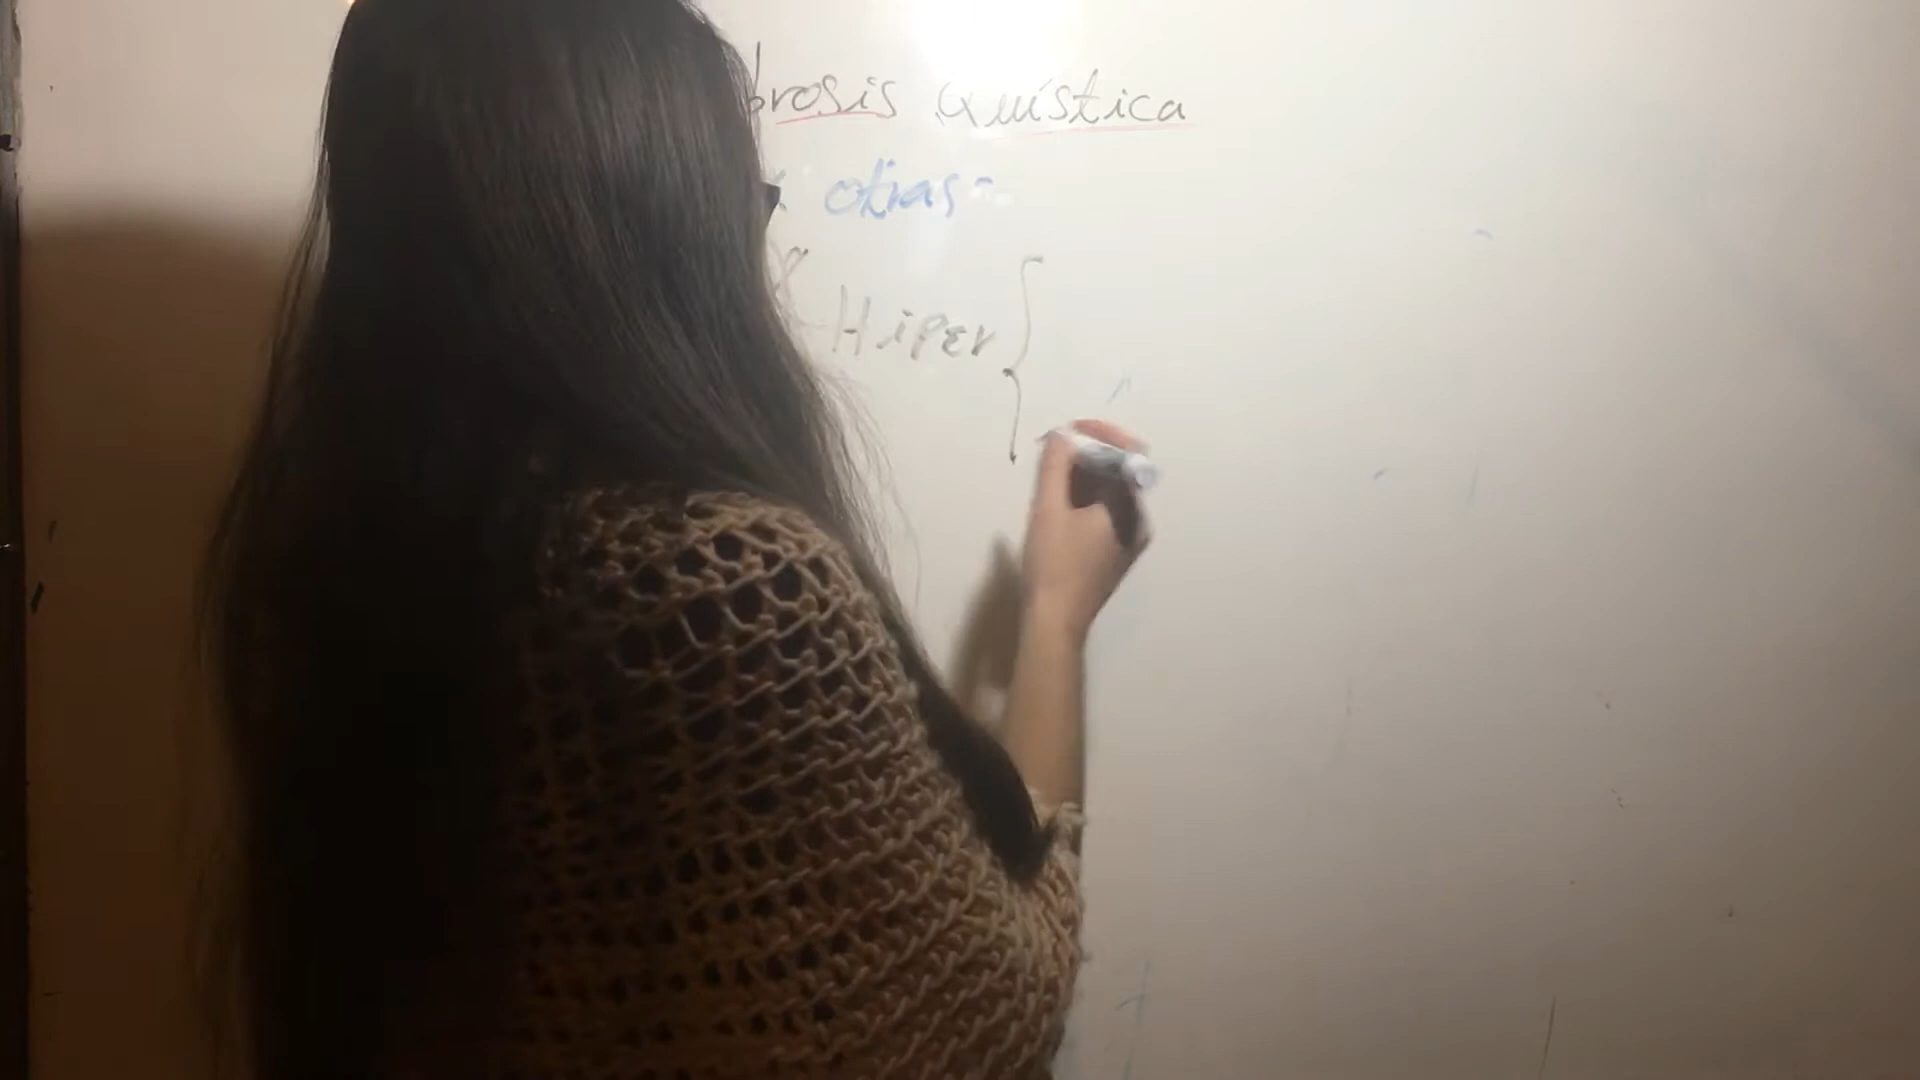 brosis Quística
otras
Hiper {